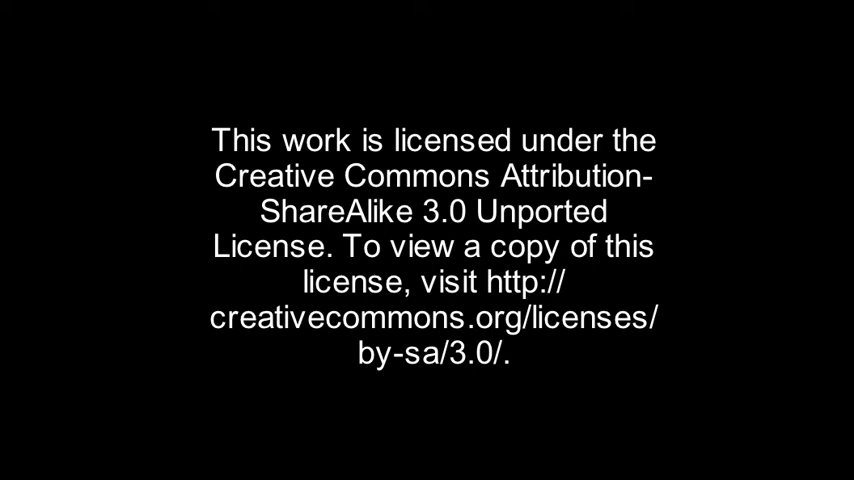 This work is licensed under the
Creative Commons Attribution-
ShareAlike 3.0 Unported
License. To view a copy of this
license, visit http://
creativecommons.org/licenses/
by-sa/3.0/.